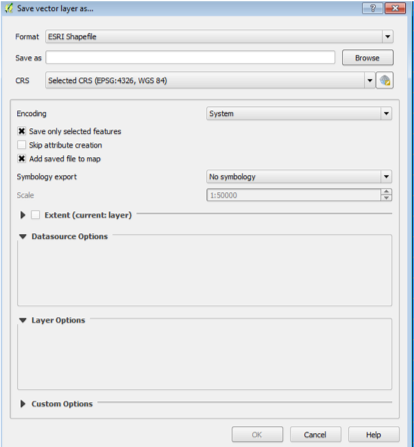 Save vector layer as...
Format ESRI Shapefile
Save as Browse
CRS Selected CRS (EPSG:4326, WGS 84)
Encoding System
Save only selected features
Skip attribute creation
Add saved file to map
Symbology export No symbology
Scale 1:50000
Extent (current: layer)
Datasource Options
Layer Options
Custom Options
OK Cancel Help